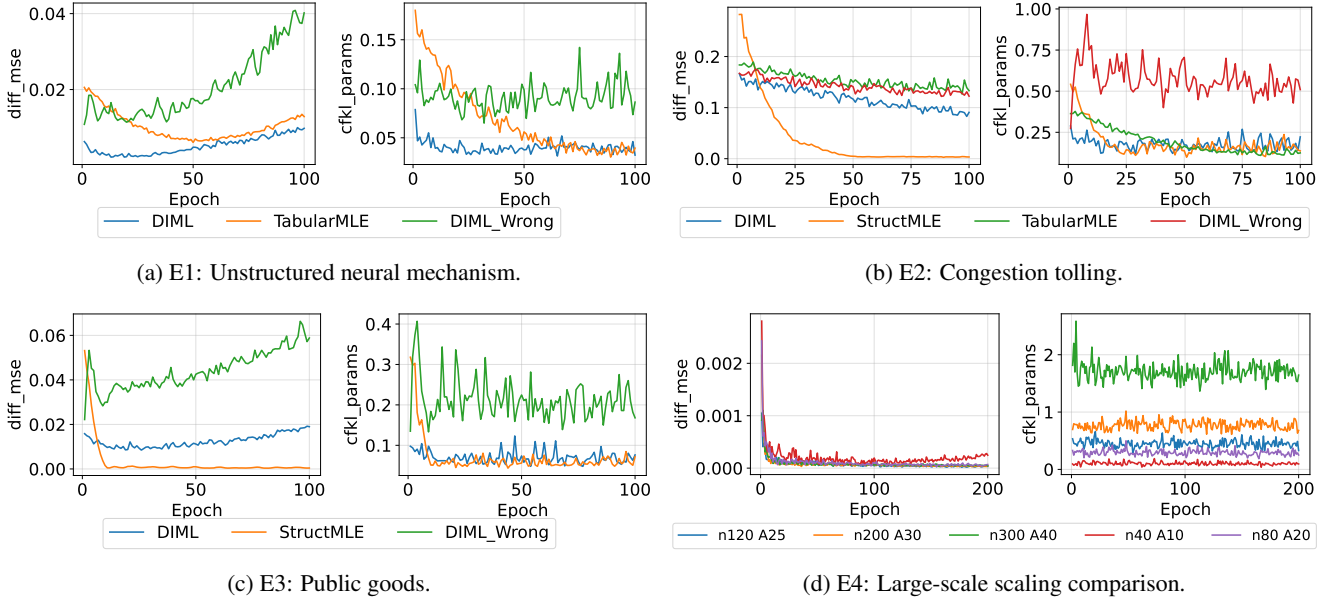 0.04
0.02
diff_mse
0
50
100
Epoch
0.15
0.10
0.05
cfkl_params
0
50
100
Epoch
DIML TabularMLE DIML_Wrong
(a) E1: Unstructured neural mechanism.
0.2
0.1
0.0
diff_mse
0
25
50
75
100
Epoch
1.00
0.75
0.50
0.25
cfkl_params
0
25
50
75
100
Epoch
DIML StructMLE TabularMLE DIML_Wrong
(b) E2: Congestion tolling.
0.06
0.04
0.02
0.00
diff_mse
0
50
100
Epoch
0.4
0.3
0.2
0.1
cfkl_params
0
50
100
Epoch
DIML StructMLE DIML_Wrong
(c) E3: Public goods.
0.002
0.001
0.000
diff_mse
0
100
200
Epoch
2
1
0
cfkl_params
0
100
200
Epoch
n120 A25 n200 A30 n300 A40 n40 A10 n80 A20
(d) E4: Large-scale scaling comparison.